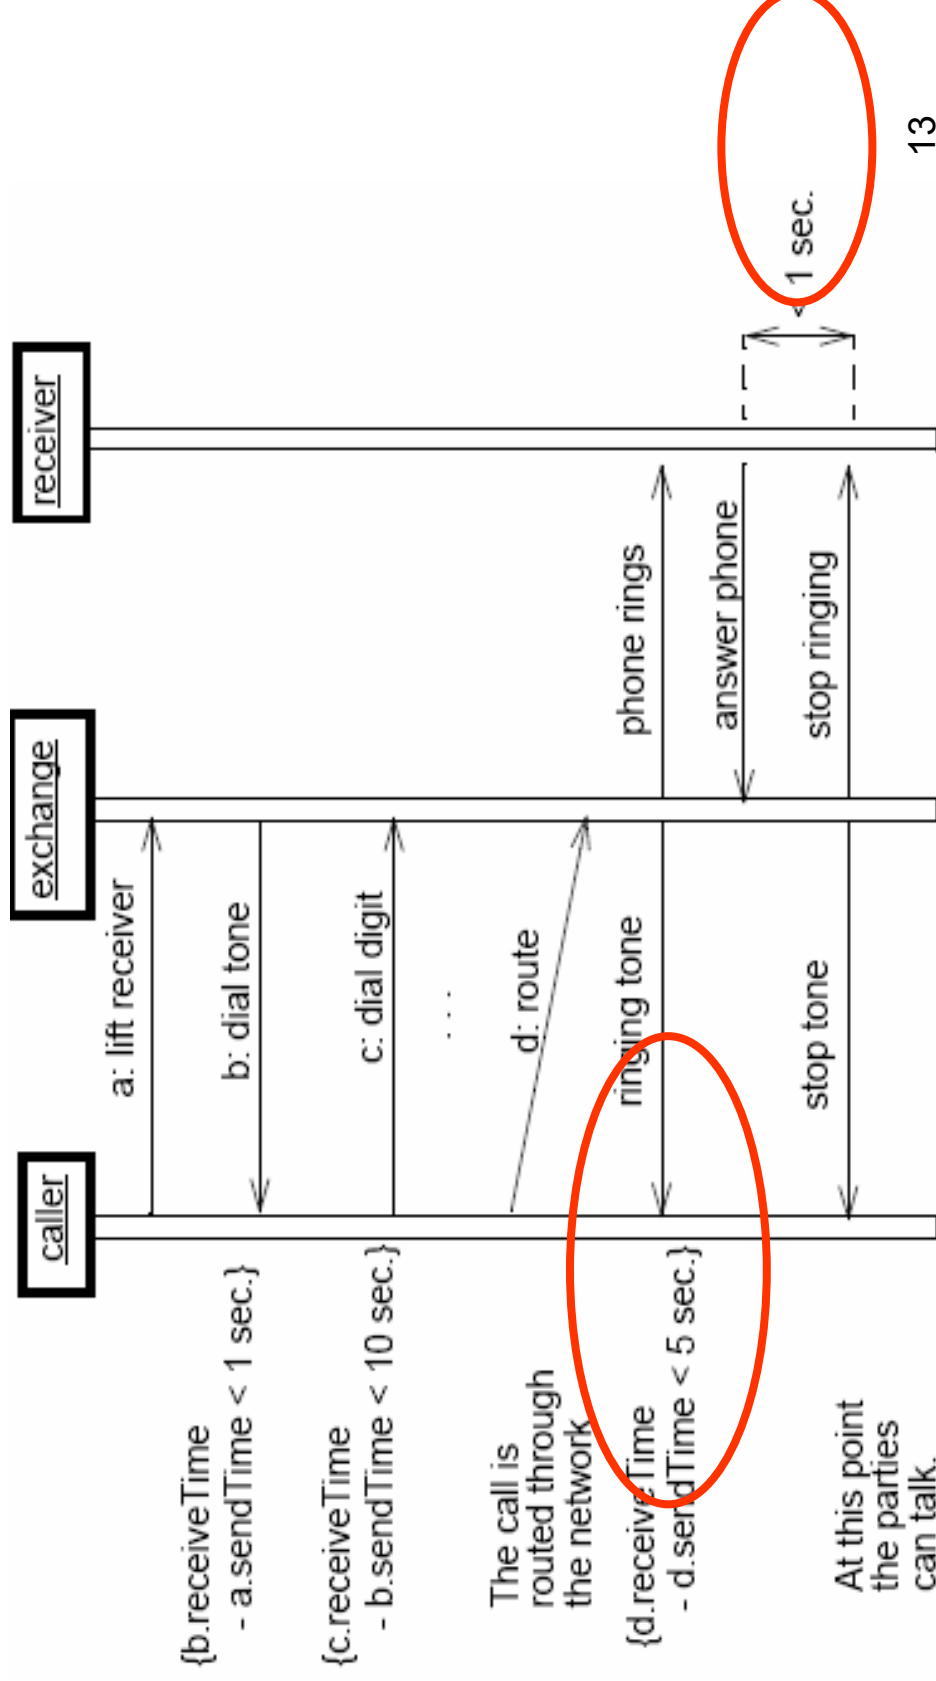 caller
exchange
receiver
a: lift receiver
{b.receiveTime
- a.sendTime < 1 sec.}
b: dial tone
{c.receiveTime
- b.sendTime < 10 sec.}
c: dial digit
. . .
The call is
routed through
the network
d: route
{d.receiveTime
- d.sendTime < 5 sec.}
ringing tone
phone rings
answer phone
< 1 sec.
stop tone
stop ringing
At this point
the parties
can talk.
13